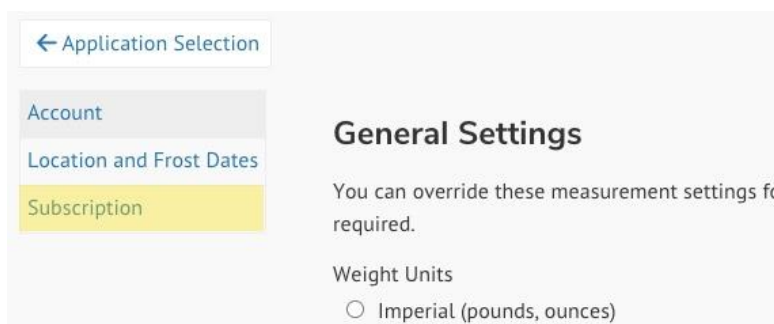 ← Application Selection
Account
Location and Frost Dates
Subscription
General Settings
You can override these measurement settings
required.
Weight Units
Imperial (pounds, ounces)